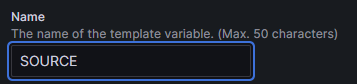 Name
The name of the template variable. (Max. 50 characters)
SOURCE